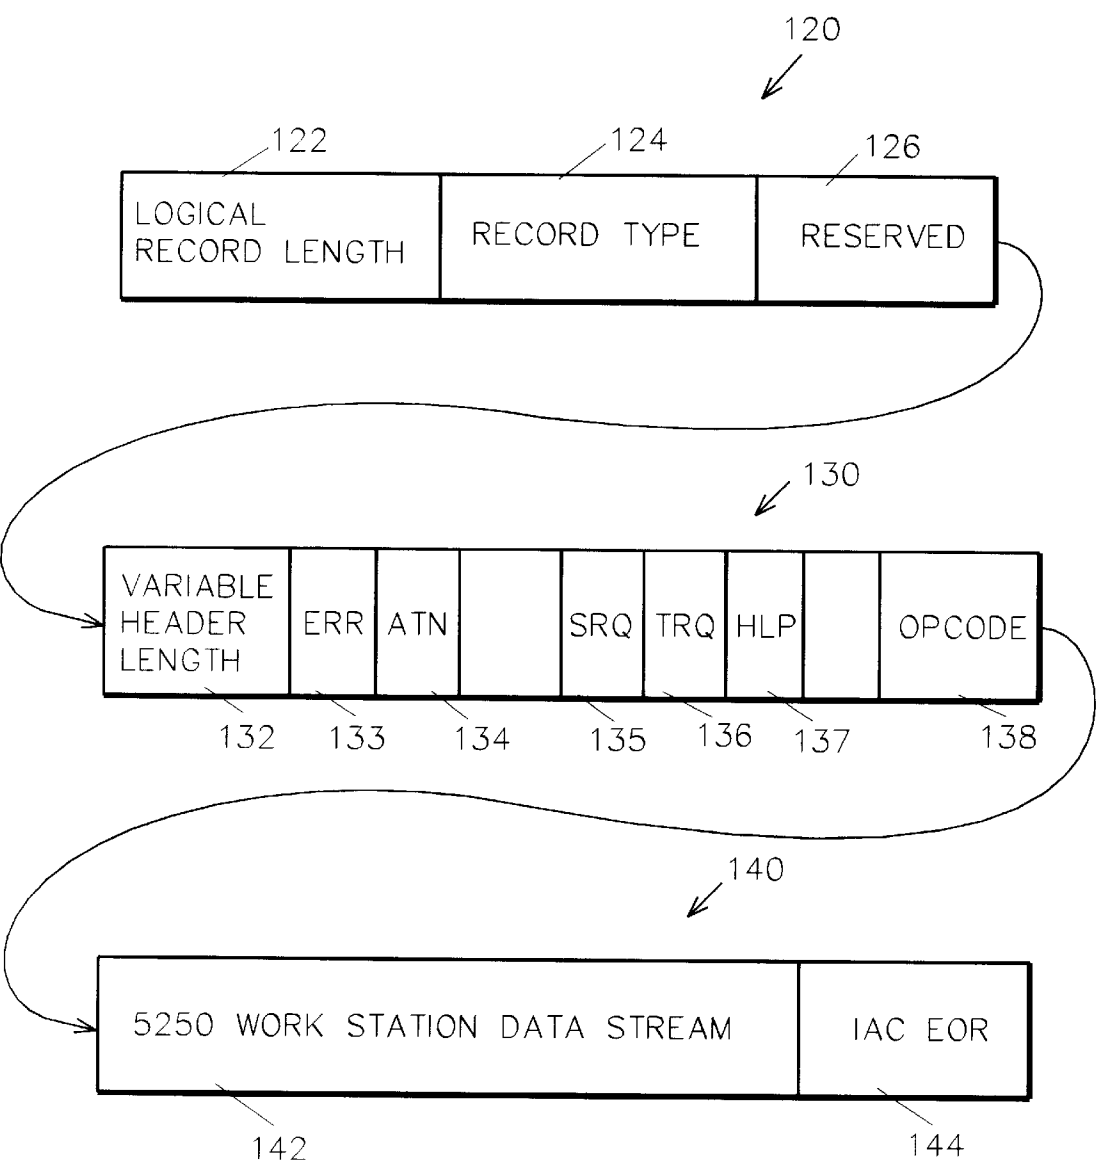 120
122
124
126
LOGICAL
RECORD LENGTH
RECORD TYPE
RESERVED
130
VARIABLE
HEADER
LENGTH
ERR
ATN
SRQ
TRQ
HLP
OPCODE
132
133
134
135
136
137
138
140
5250 WORK STATION DATA STREAM
IAC EOR
142
144